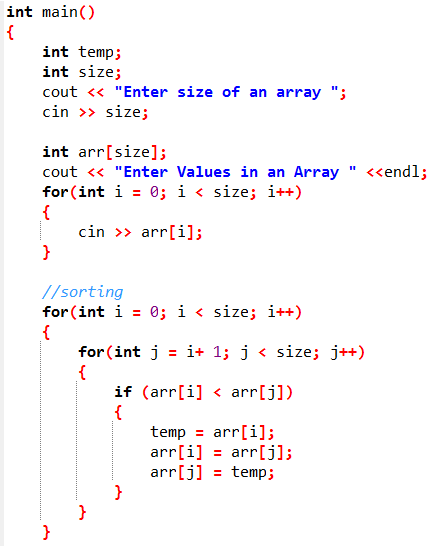 int main()
{
    int temp;
    int size;
    cout << "Enter size of an array ";
    cin >> size;

    int arr[size];
    cout << "Enter Values in an Array " <<endl;
    for(int i = 0; i < size; i++)
    {
        cin >> arr[i];
    }

    //sorting
    for(int i = 0; i < size; i++)
    {
        for(int j = i+ 1; j < size; j++)
        {
            if (arr[i] < arr[j])
            {
                temp = arr[i];
                arr[i] = arr[j];
                arr[j] = temp;
            }
        }
    }